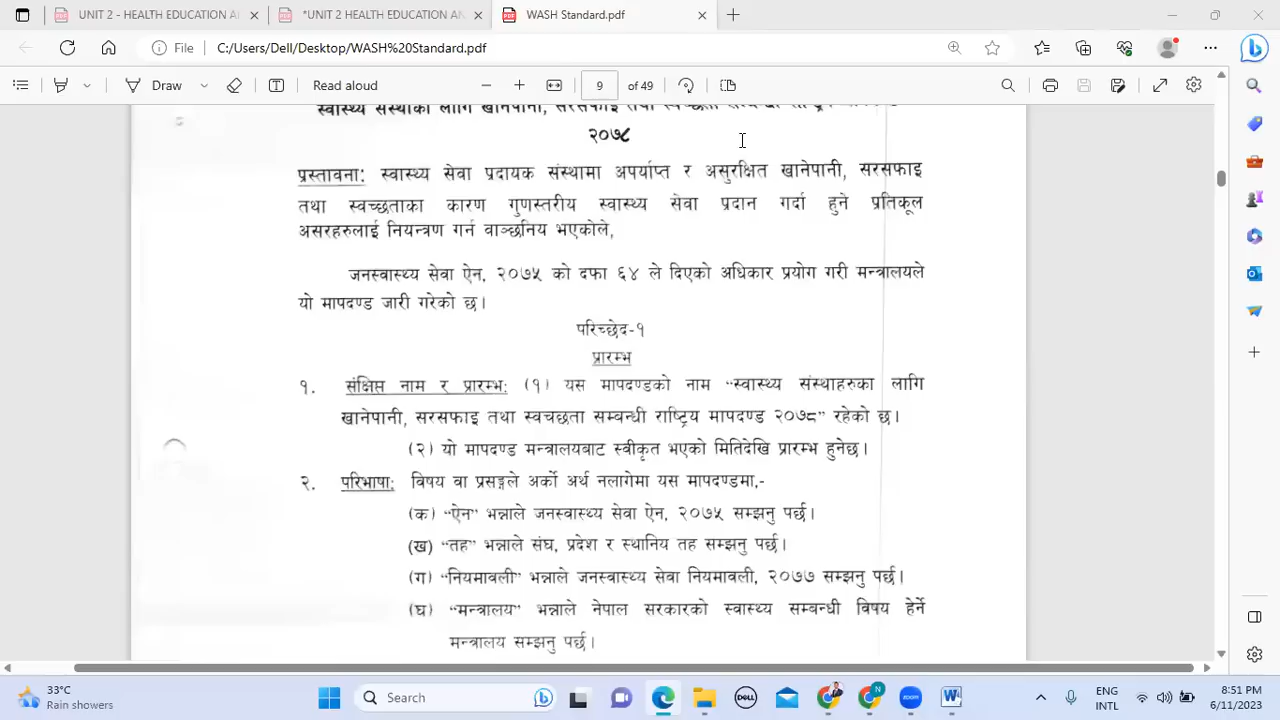 UNIT 2 - HEALTH EDUCATION A
"UNIT 2 HEALTH EDUCATION AN
WASH Standard.pdf
File
C:/Users/Dell/Desktop/WASH%20Standard.pdf
Draw
Read aloud
9
of 49
स्वास्थ्य संस्थाका लागि खानेपानी, सरसफाइ तथा स्वच्छता
२०७८
प्रस्तावना: स्वास्थ्य सेवा प्रदायक संस्थामा अपर्याप्त र असुरक्षित खानेपानी, सरसफाइ
तथा स्वच्छताका कारण गुणस्तरीय स्वास्थ्य सेवा प्रदान गर्दा हुने प्रतिकूल
असरहरुलाई नियन्त्रण गर्न वाञ्छनिय भएकोले,
जनस्वास्थ्य सेवा ऐन, २०७५ को दफा ६४ ले दिएको अधिकार प्रयोग गरी मन्त्रालयले
यो मापदण्ड जारी गरेको छ।
परिच्छेद-१
प्रारम्भ
१. संक्षिप्त नाम र प्रारम्भ: (१) यस मापदण्डको नाम “स्वास्थ्य संस्थाहरुका लागि
खानेपानी, सरसफाइ तथा स्वचछता सम्बन्धी राष्ट्रिय मापदण्ड २०७८” रहेको छ।
(२) यो मापदण्ड मन्त्रालयबाट स्वीकृत भएको मितिदेखि प्रारम्भ हुनेछ।
२. परिभाषा: विषय वा प्रसङ्गले अर्को अर्थ नलागेमा यस मापदण्डमा,-
(क) “ऐन” भन्नाले जनस्वास्थ्य सेवा ऐन, २०७५ सम्झनु पर्छ।
(ख) “तह” भन्नाले संघ, प्रदेश र स्थानिय तह सम्झनु पर्छ।
(ग) “नियमावली” भन्नाले जनस्वास्थ्य सेवा नियमावली, २०७७ सम्झनु पर्छ।
(घ) “मन्त्रालय” भन्नाले नेपाल सरकारको स्वास्थ्य सम्बन्धी विषय हेर्ने
मन्त्रालय सम्झनु पर्छ।
33°C
Rain showers
Search
DELL
zoom
ENG
INTL
8:51 PM
6/11/2023